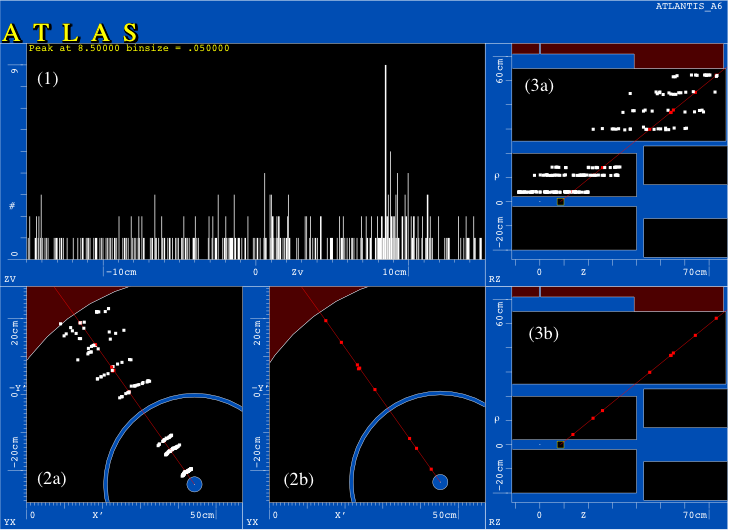 ATLANTIS_A6
A T L A S
Peak at 8.50000 binsize = .050000
(1)
9
%
0
-10cm
0
Zv
10cm
ZV
(3a)
60cm
ρ
0
-20cm
0
Z
70cm
RZ
(2a)
20cm
0
-Y'
-20cm
0
X'
50cm
YX
(2b)
20cm
0
-Y'
-20cm
0
X'
50cm
YX
(3b)
60cm
ρ
0
-20cm
0
Z
70cm
RZ